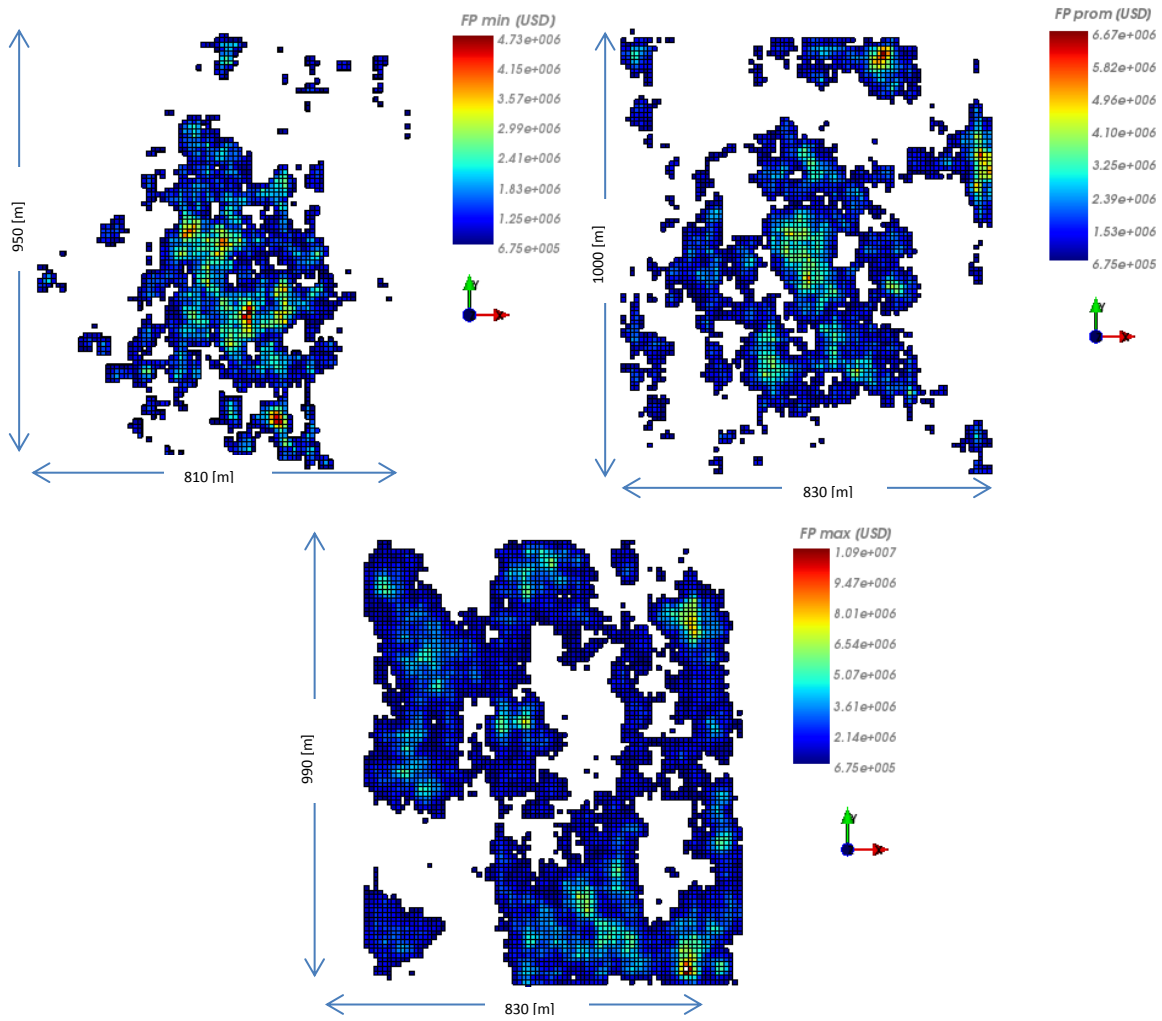 FP min (USD)
4.73e+006
4.15e+006
3.57e+006
2.99e+006
2.41e+006
1.83e+006
1.25e+006
6.75e+005
950 [m]
810 [m]
Y
X
FP prom (USD)
6.67e+006
5.82e+006
4.96e+006
4.10e+006
3.25e+006
2.39e+006
1.53e+006
6.75e+005
1000 [m]
830 [m]
Y
X
FP max (USD)
1.09e+007
9.47e+006
8.01e+006
6.54e+006
5.07e+006
3.61e+006
2.14e+006
6.75e+005
990 [m]
830 [m]
Y
X